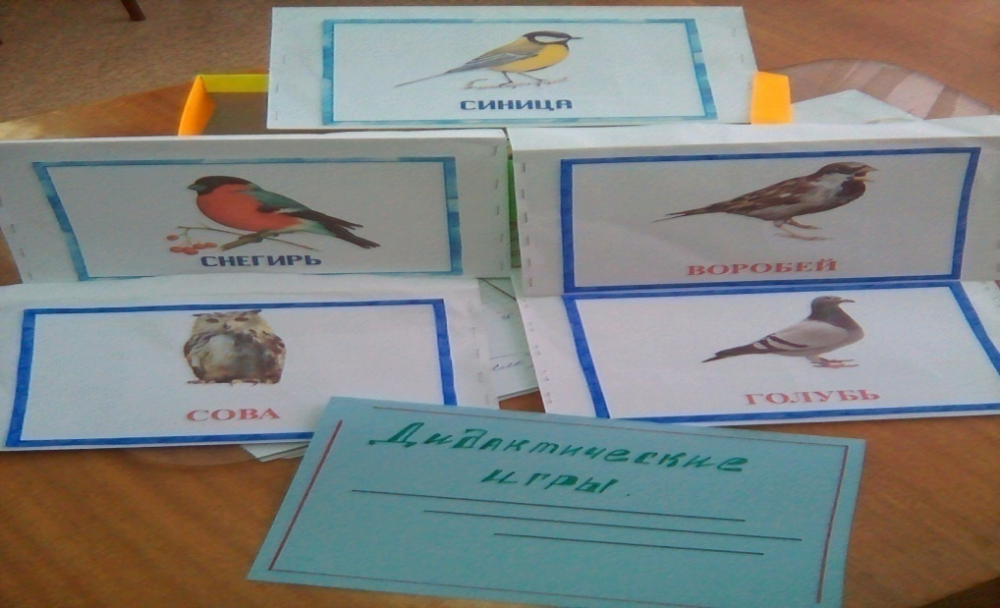 СИНИЦА
СНЕГИРЬ
ВОРОБЕЙ
СОВА
ГОЛУБЬ
Дидактические
игры.